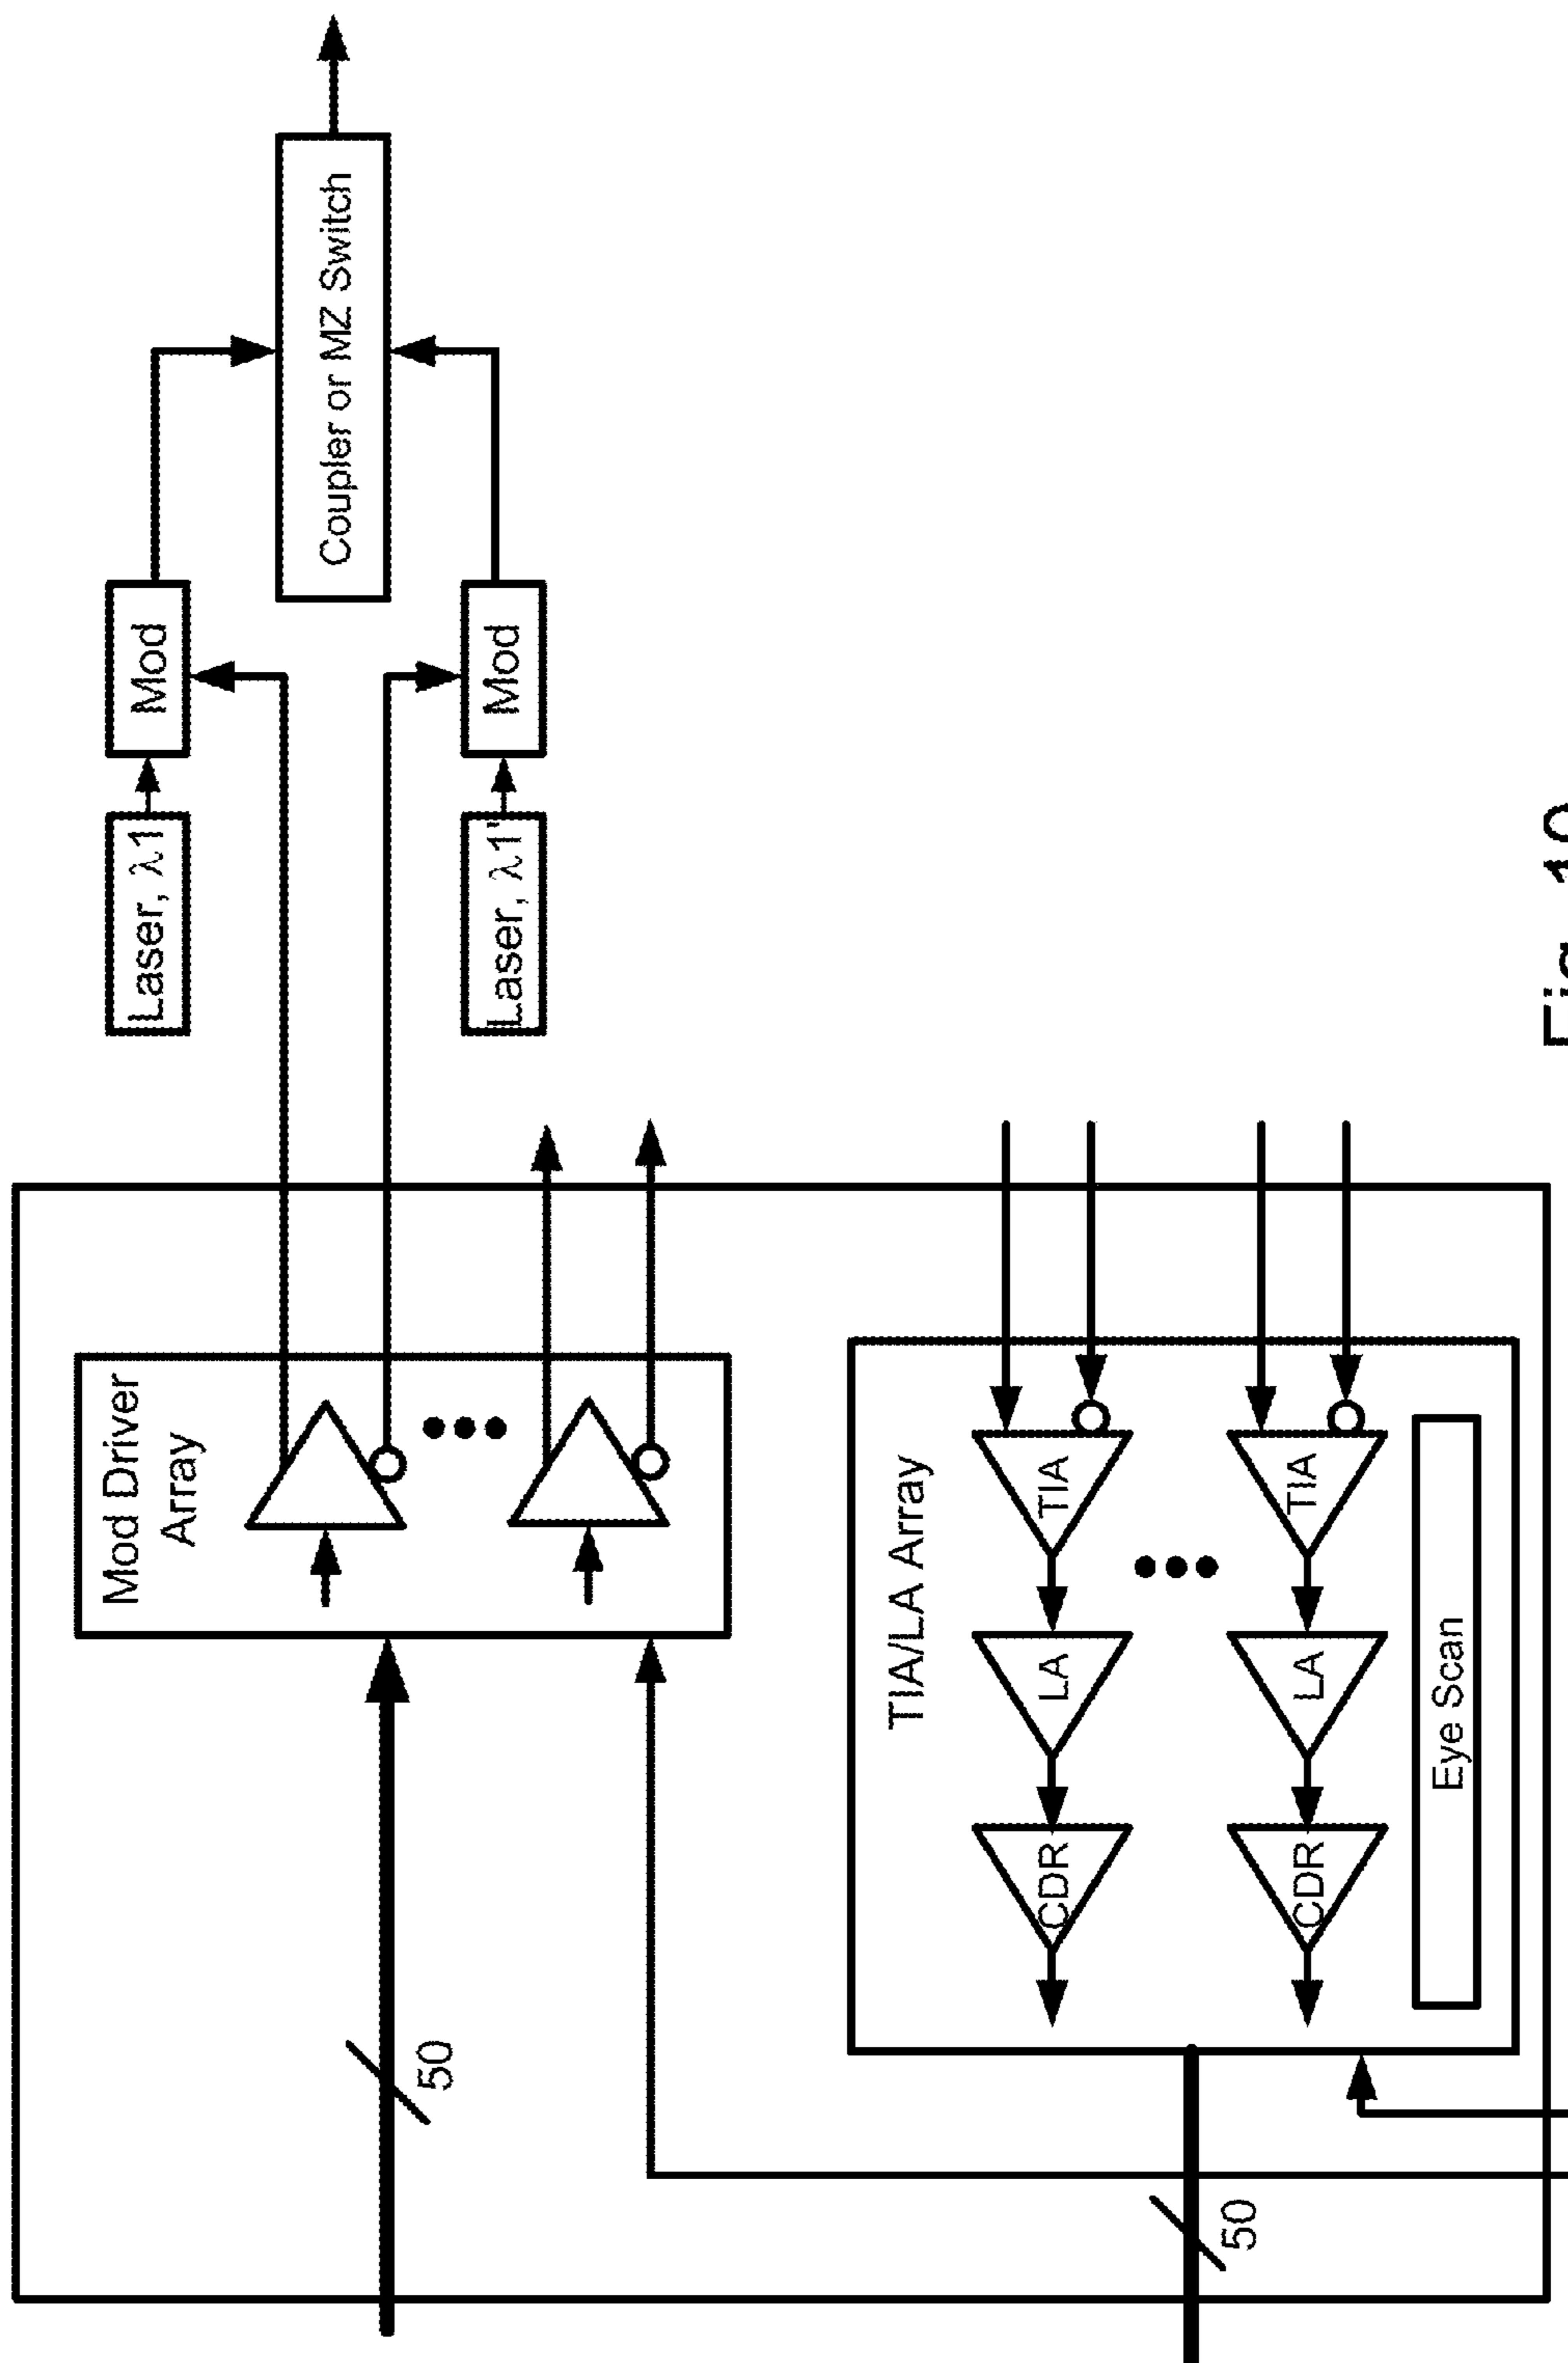 Mod Driver
Array
Laser, λ1
Mod
Coupler or MZ Switch
Laser, λ1'
Mod
50
TIA/LA Array
CDR
LA
TIA
CDR
LA
TIA
50
Eye Scan
Fig